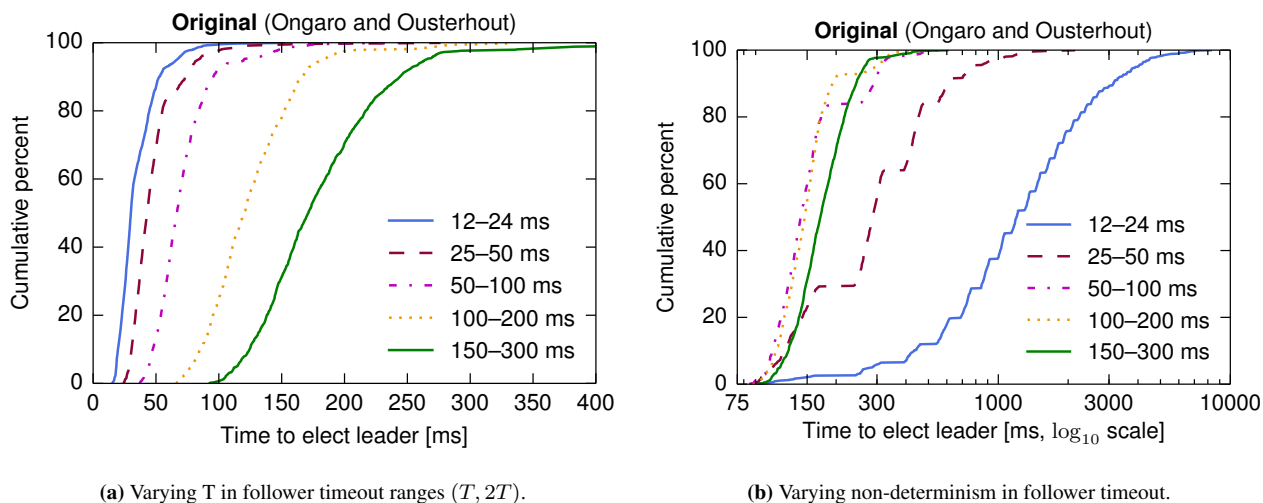 Original (Ongaro and Ousterhout)
100
80
60
40
20
0
Cumulative percent
12–24 ms
25–50 ms
50–100 ms
100–200 ms
150–300 ms
0 50 100 150 200 250 300 350 400
Time to elect leader [ms]
(a) Varying T in follower timeout ranges (T, 2T).
Original (Ongaro and Ousterhout)
100
80
60
40
20
0
Cumulative percent
12–24 ms
25–50 ms
50–100 ms
100–200 ms
150–300 ms
75 150 300 1000 3000 10000
Time to elect leader [ms, log₁₀ scale]
(b) Varying non-determinism in follower timeout.